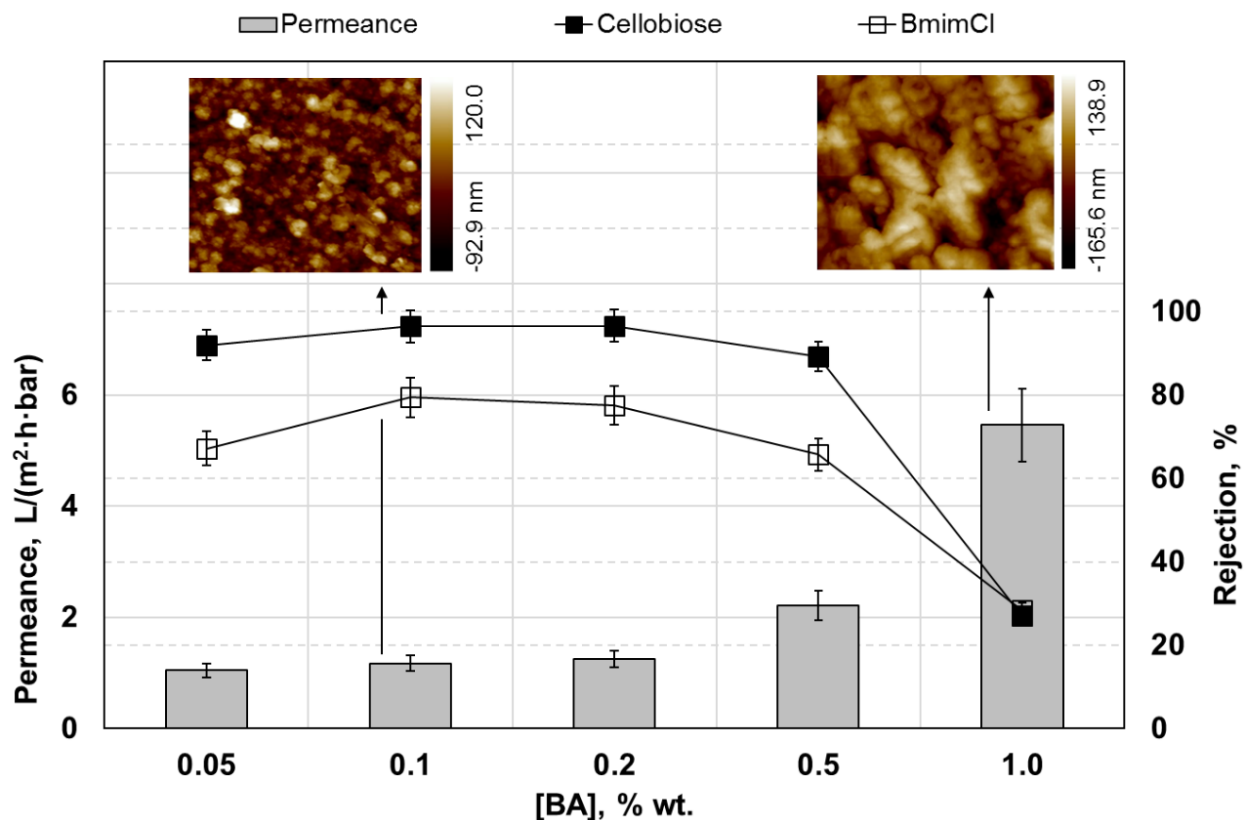 Permeance Cellobiose BmimCl
120.0
-92.9 nm
138.9
-165.6 nm
Permeance, L/(m²·h·bar)
6
4
2
0
100
80
60
40
20
0
Rejection, %
0.05 0.1 0.2 0.5 1.0
[BA], % wt.